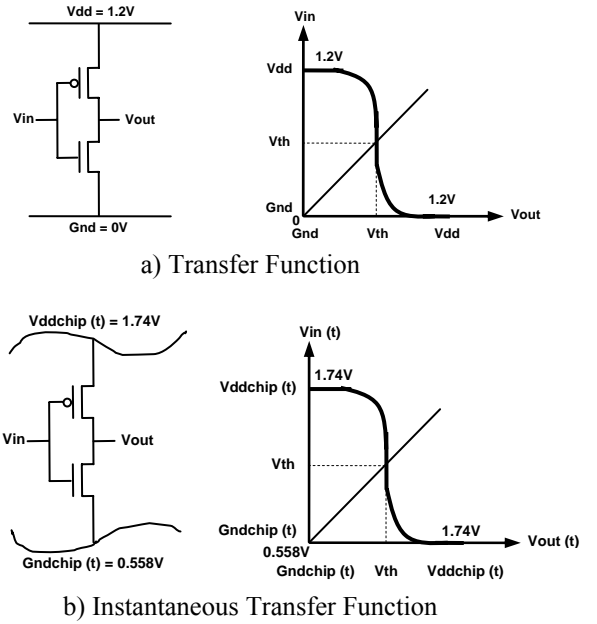 Vdd = 1.2V
Vin
Vout
Gnd = 0V
Vin
Vdd
1.2V
Vth
1.2V
Gnd
0
Vout
Gnd Vth Vdd
a) Transfer Function
Vddchip (t) = 1.74V
Vin
Vout
Gndchip (t) = 0.558V
Vin (t)
Vddchip (t)
1.74V
Vth
Gndchip (t)
0.558V
1.74V
Vout (t)
Gndchip (t) Vth Vddchip (t)
b) Instantaneous Transfer Function